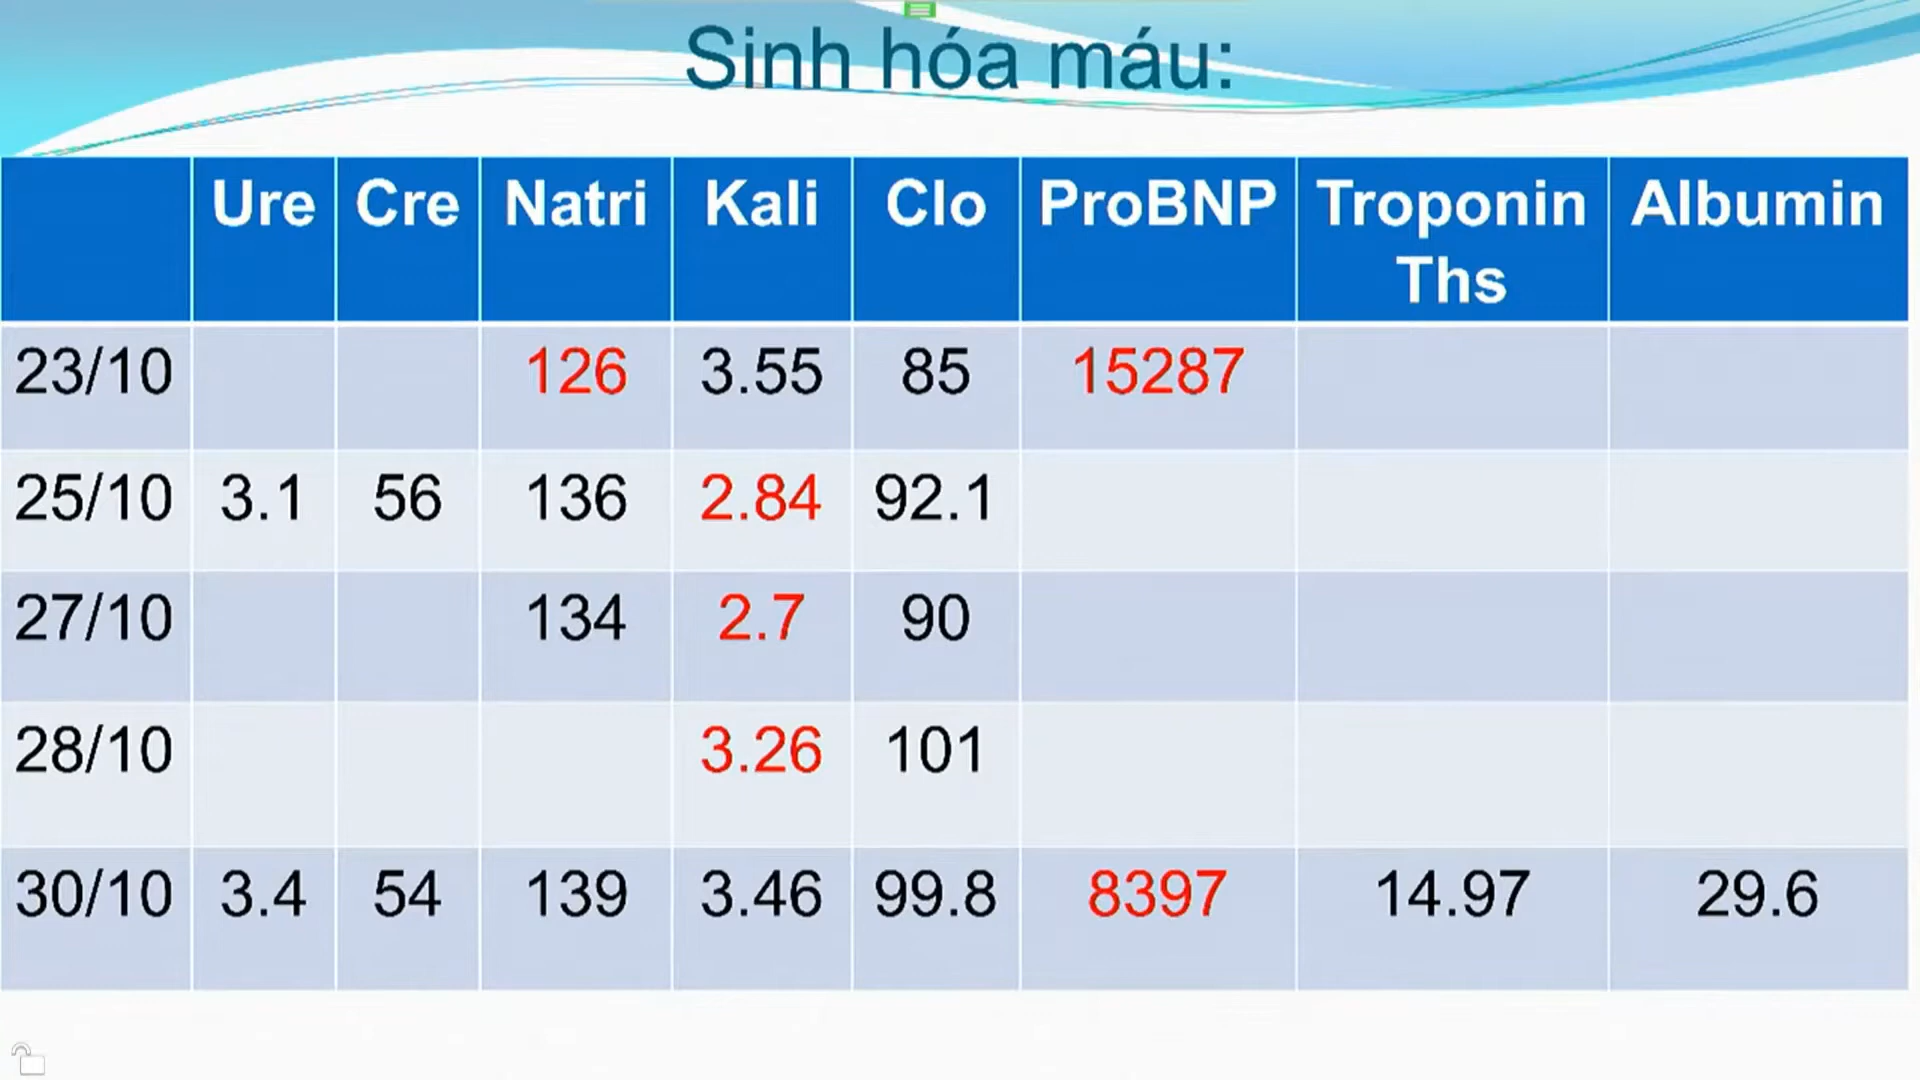 Sinh hóa máu:
Ure Cre Natri Kali Clo ProBNP Troponin Ths Albumin
23/10 126 3.55 85 15287
25/10 3.1 56 136 2.84 92.1
27/10 134 2.7 90
28/10 3.26 101
30/10 3.4 54 139 3.46 99.8 8397 14.97 29.6